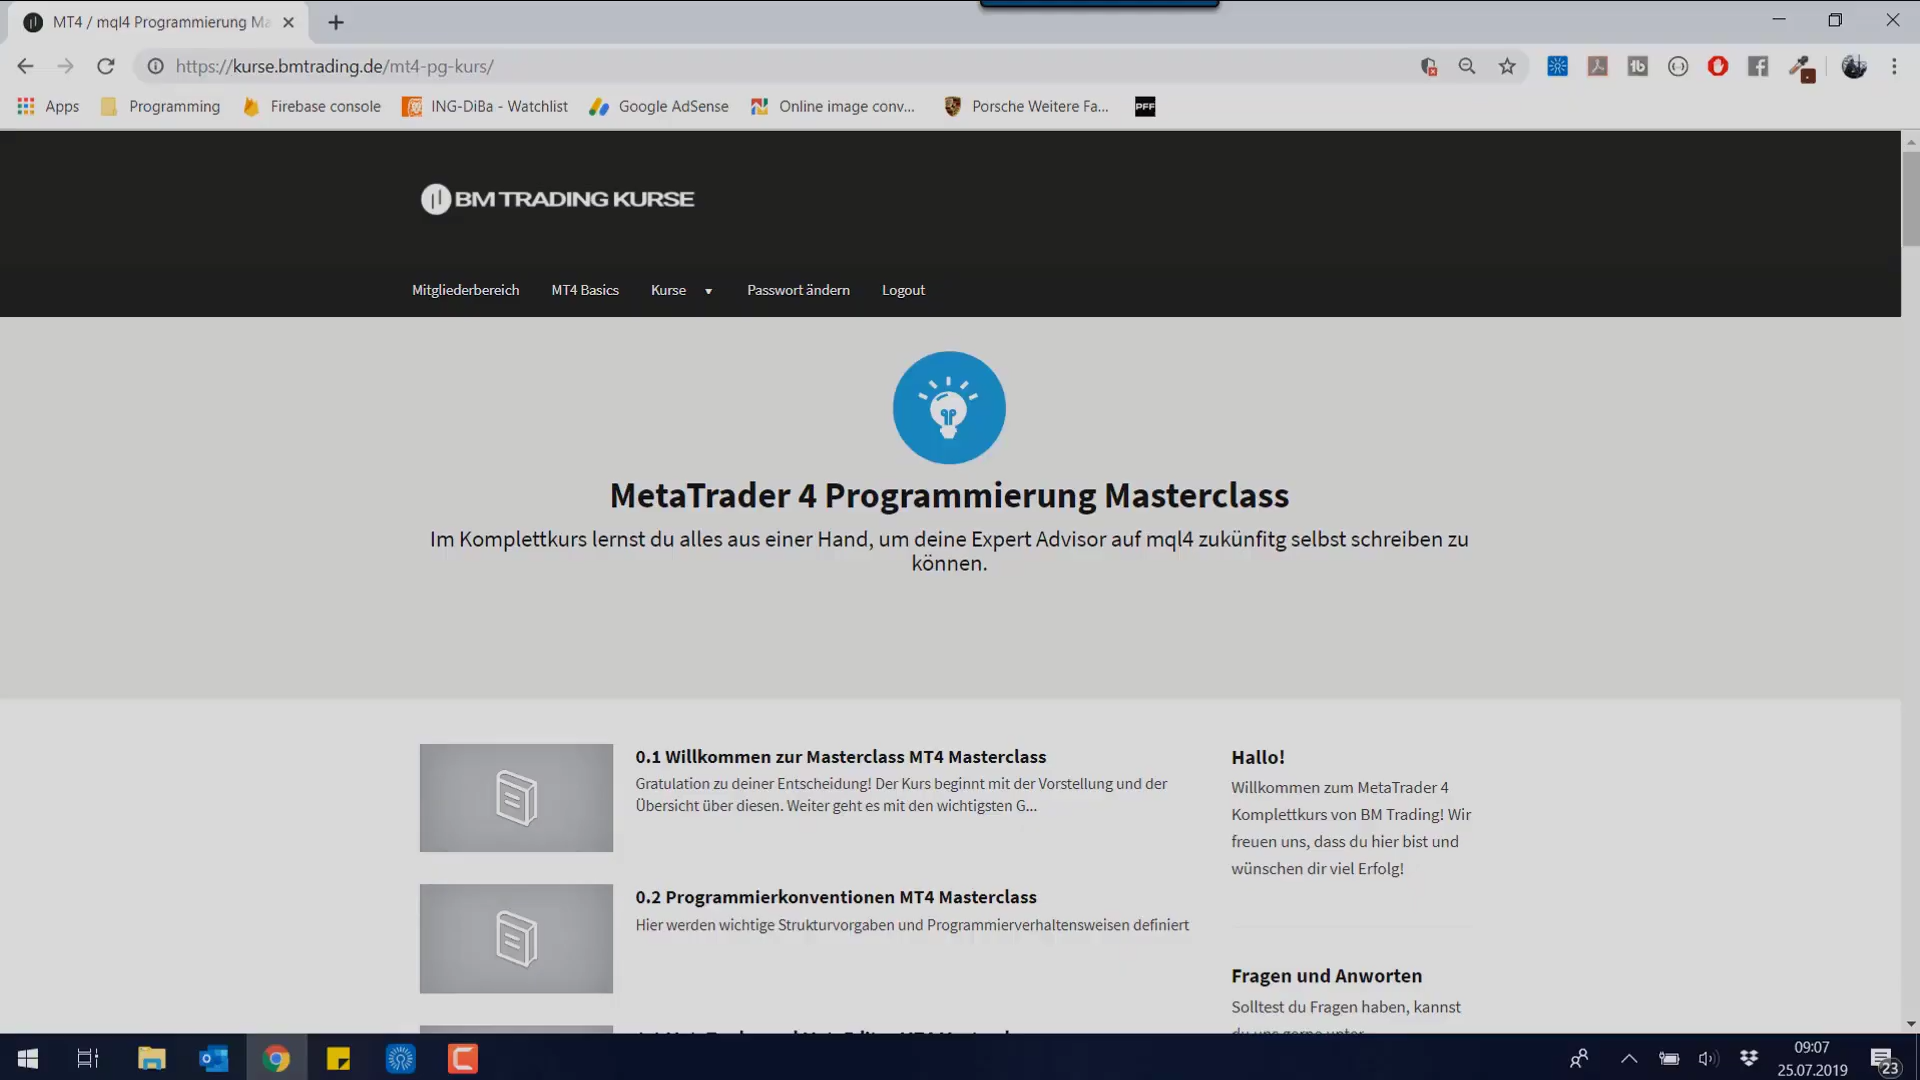 MT4 / mql4 Programmierung Ma
https://kurse.bmtrading.de/mt4-pg-kurs/
Apps Programming Firebase console ING-DiBa - Watchlist Google AdSense Online image conv... Porsche Weitere Fa... PFF
BM TRADING KURSE
Mitgliederbereich MT4 Basics Kurse Passwort ändern Logout
MetaTrader 4 Programmierung Masterclass
Im Komplettkurs lernst du alles aus einer Hand, um deine Expert Advisor auf mql4 zukünfitg selbst schreiben zu
können.
0.1 Willkommen zur Masterclass MT4 Masterclass
Gratulation zu deiner Entscheidung! Der Kurs beginnt mit der Vorstellung und der
Übersicht über diesen. Weiter geht es mit den wichtigsten G...
0.2 Programmierkonventionen MT4 Masterclass
Hier werden wichtige Strukturvorgaben und Programmierverhaltensweisen definiert
Hallo!
Willkommen zum MetaTrader 4
Komplettkurs von BM Trading! Wir
freuen uns, dass du hier bist und
wünschen dir viel Erfolg!
Fragen und Anworten
Solltest du Fragen haben, kannst
09:07
25.07.2019
23